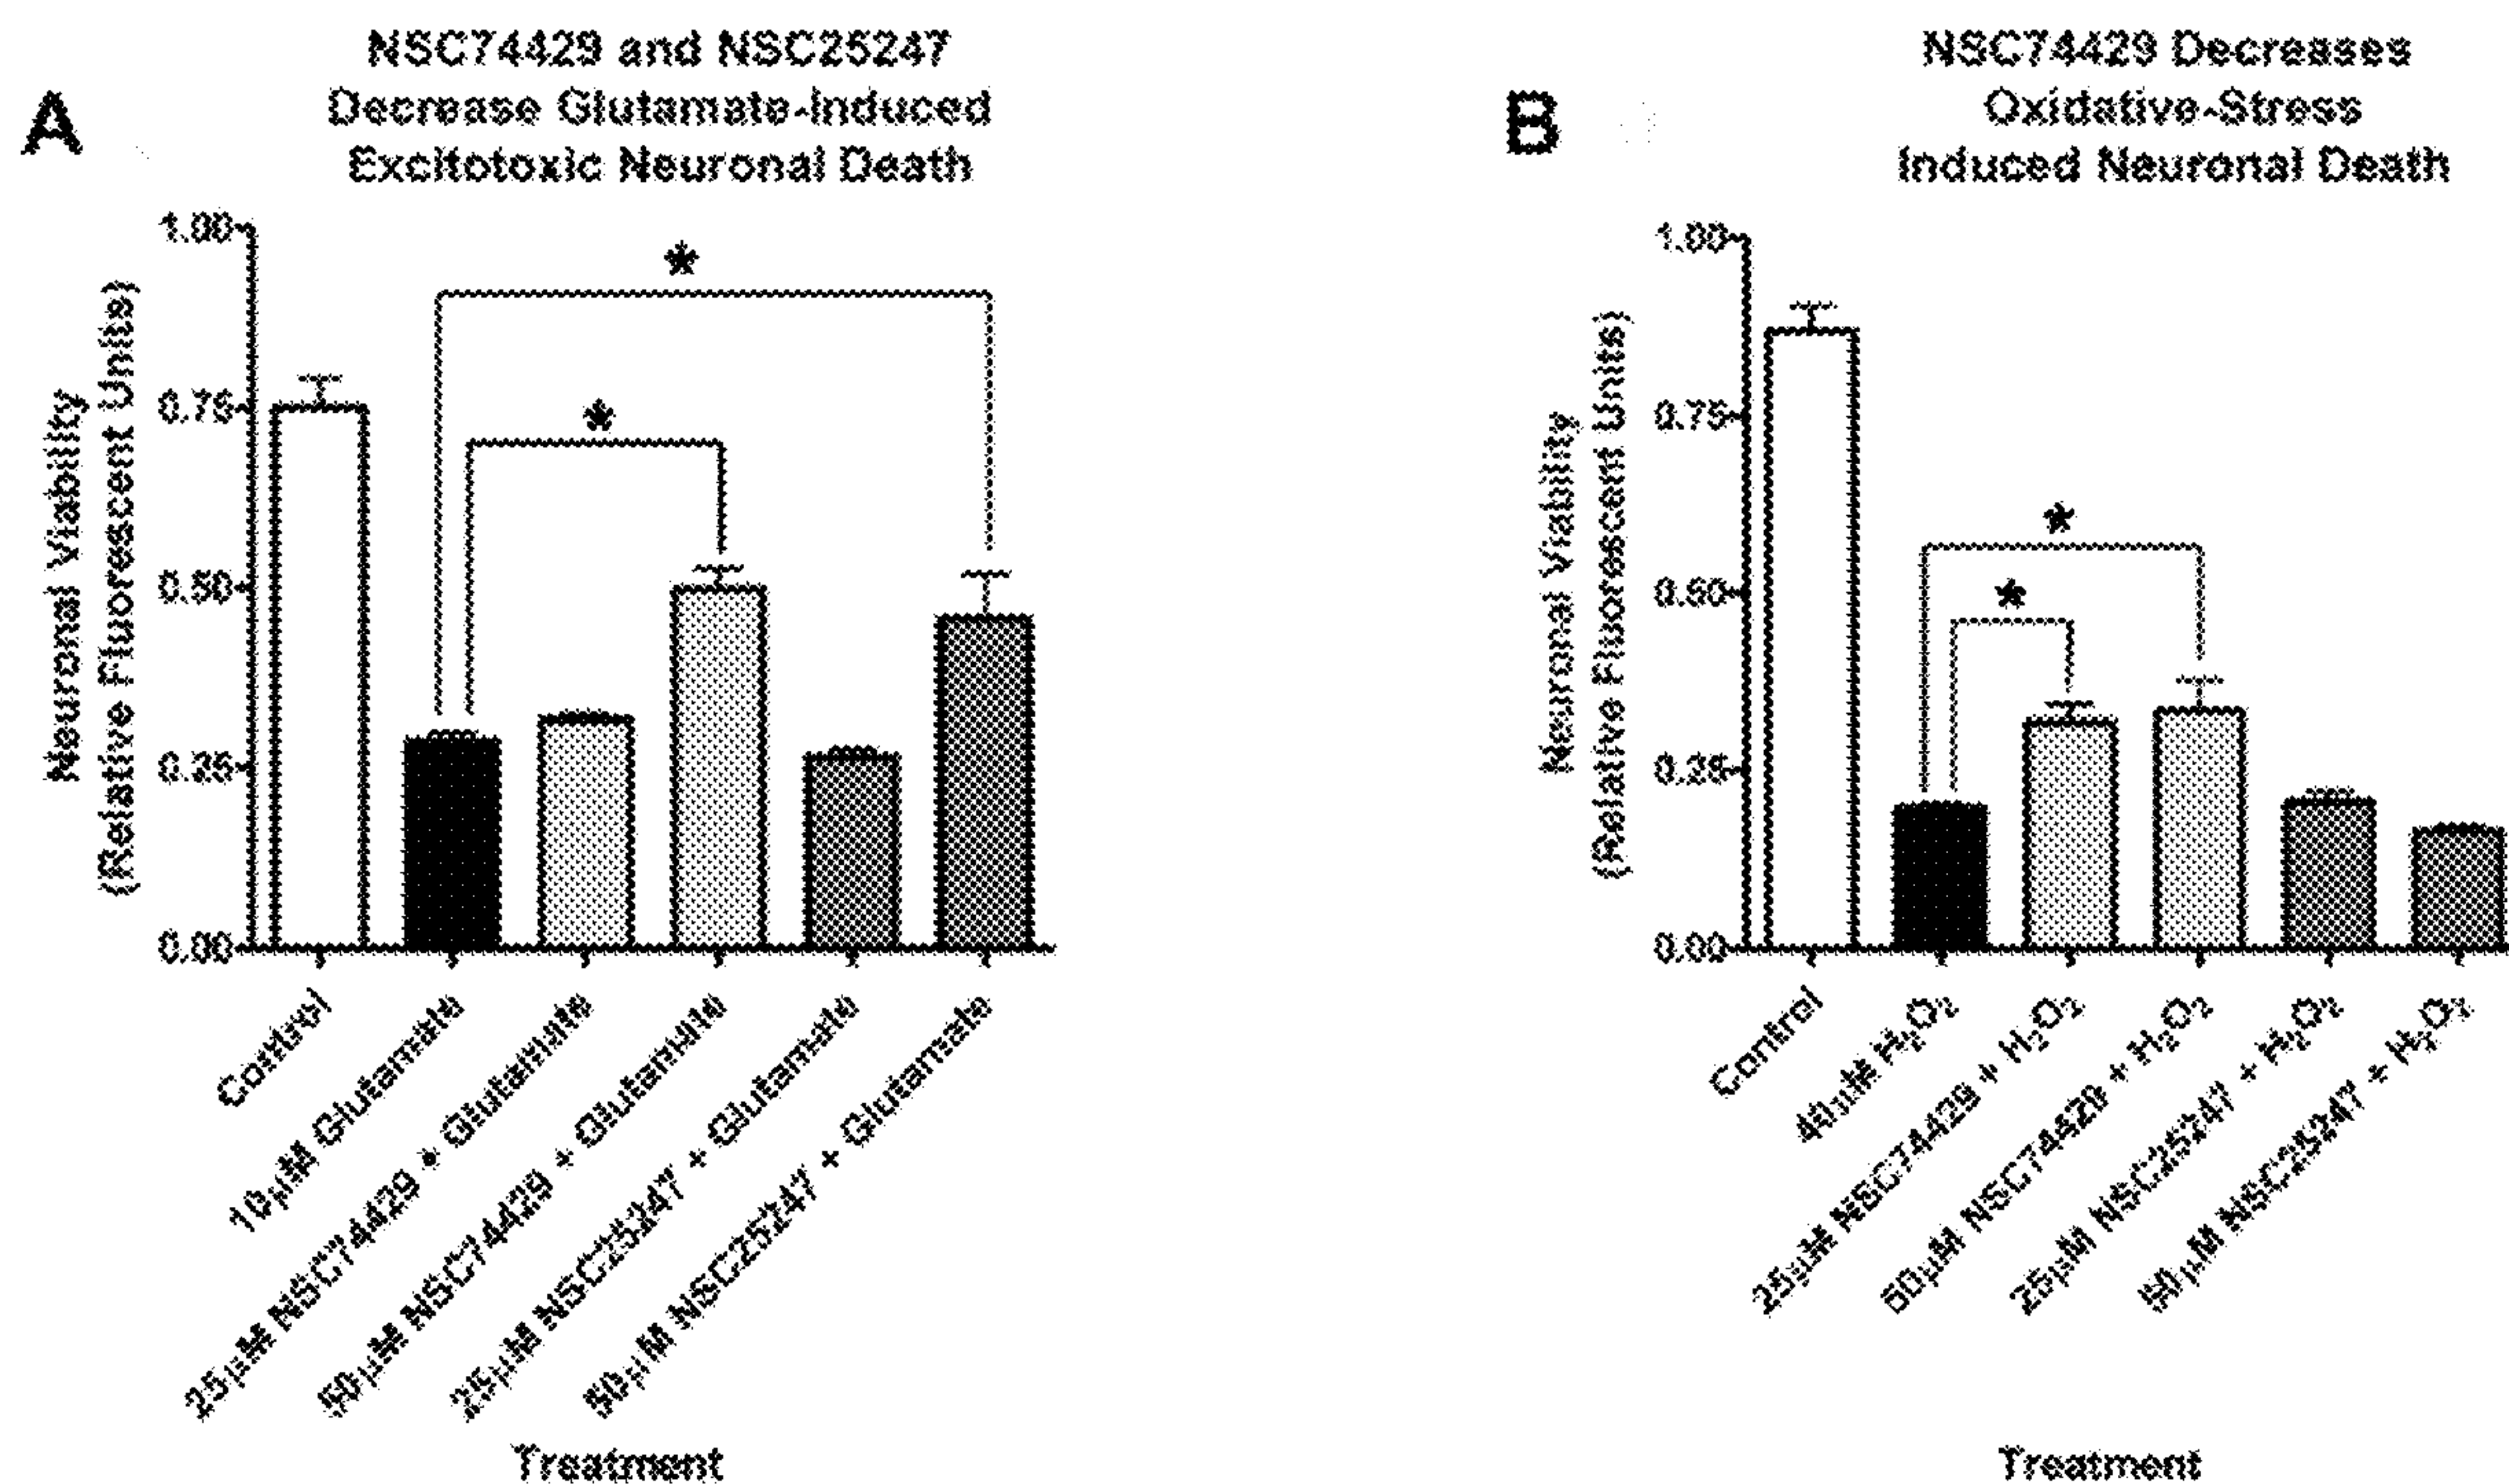 A
NSC74429 and NSC25247
Decrease Glutamate-Induced
Excitotoxic Neuronal Death
Neuronal Viability
(Relative Fluorescent Units)
1.00
0.75
0.50
0.25
0.00
*
*
Control
10μM Glutamate
25μM NSC74429 + Glutamate
50μM NSC74429 + Glutamate
25μM NSC25247 + Glutamate
50μM NSC25247 + Glutamate
Treatment
B
NSC74429 Decreases
Oxidative-Stress
Induced Neuronal Death
Neuronal Viability
(Relative Fluorescent Units)
1.00
0.75
0.50
0.25
0.00
*
*
Control
40μM H₂O₂
25μM NSC74429 + H₂O₂
50μM NSC74429 + H₂O₂
25μM NSC25247 + H₂O₂
50μM NSC25247 + H₂O₂
Treatment